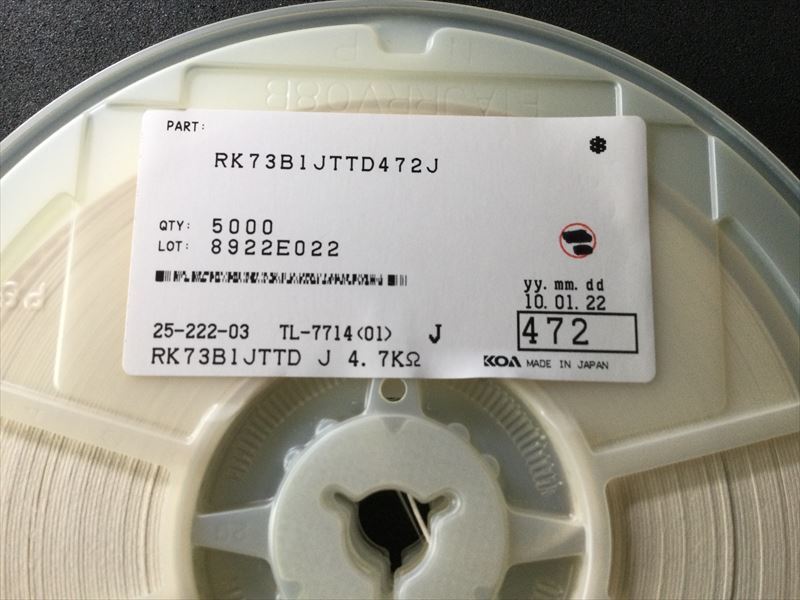 PART:
RK73B1JTTD472J
QTY: 5000
LOT: 8922E022
yy. mm. dd
10. 01. 22
25-222-03 TL-7714(01) J
472
RK73B1JTTD J 4.7KΩ
KOA MADE IN JAPAN